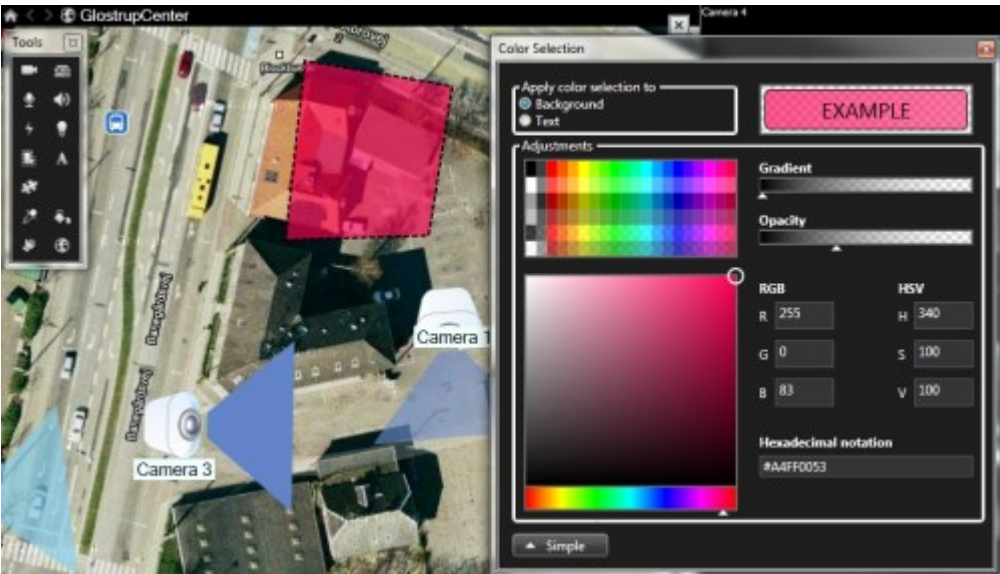 GlostrupCenter
Camera 4
Tools
A
Camera 1
Camera 3
Color Selection
Apply color selection to
Background
Text
EXAMPLE
Adjustments
Gradient
Opacity
RGB
HSV
R 255
H 340
G 0
S 100
B 83
V 100
Hexadecimal notation
#A4FF0053
Simple